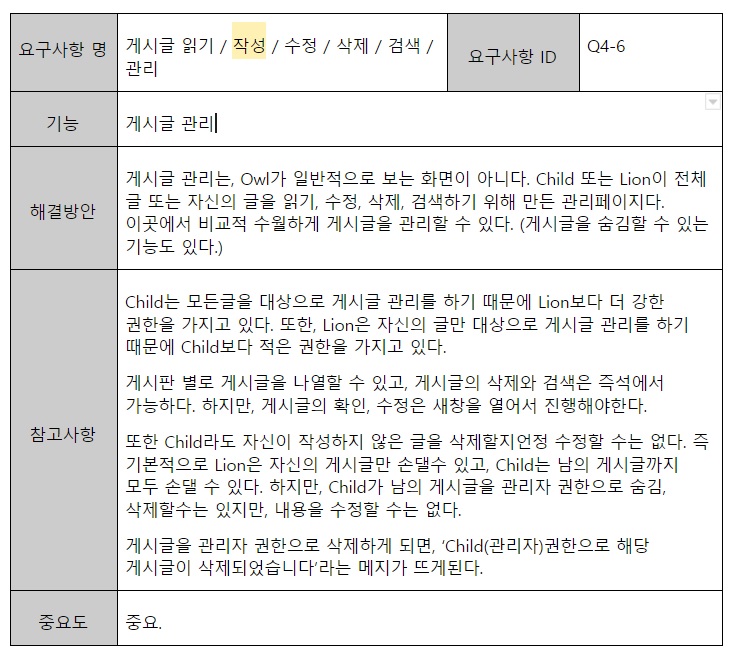 요구사항 명
게시글 읽기 / 작성 / 수정 / 삭제 / 검색 /
관리
요구사항 ID
Q4-6
기능
게시글 관리
해결방안
게시글 관리는, Owl가 일반적으로 보는 화면이 아니다. Child 또는 Lion이 전체
글 또는 자신의 글을 읽기, 수정, 삭제, 검색하기 위해 만든 관리페이지다.
이곳에서 비교적 수월하게 게시글을 관리할 수 있다. (게시글을 숨김할 수 있는
기능도 있다.)
참고사항
Child는 모든글을 대상으로 게시글 관리를 하기 때문에 Lion보다 더 강한
권한을 가지고 있다. 또한, Lion은 자신의 글만 대상으로 게시글 관리를 하기
때문에 Child보다 적은 권한을 가지고 있다.
게시판 별로 게시글을 나열할 수 있고, 게시글의 삭제와 검색은 즉석에서
가능하다. 하지만, 게시글의 확인, 수정은 새창을 열어서 진행해야한다.
또한 Child라도 자신이 작성하지 않은 글을 삭제할지언정 수정할 수는 없다. 즉
기본적으로 Lion은 자신의 게시글만 손댈수 있고, Child는 남의 게시글까지
모두 손댈 수 있다. 하지만, Child가 남의 게시글을 관리자 권한으로 숨김,
삭제할수는 있지만, 내용을 수정할 수는 없다.
게시글을 관리자 권한으로 삭제하게 되면, ‘Child(관리자)권한으로 해당
게시글이 삭제되었습니다’라는 메지가 뜨게된다.
중요도
중요.